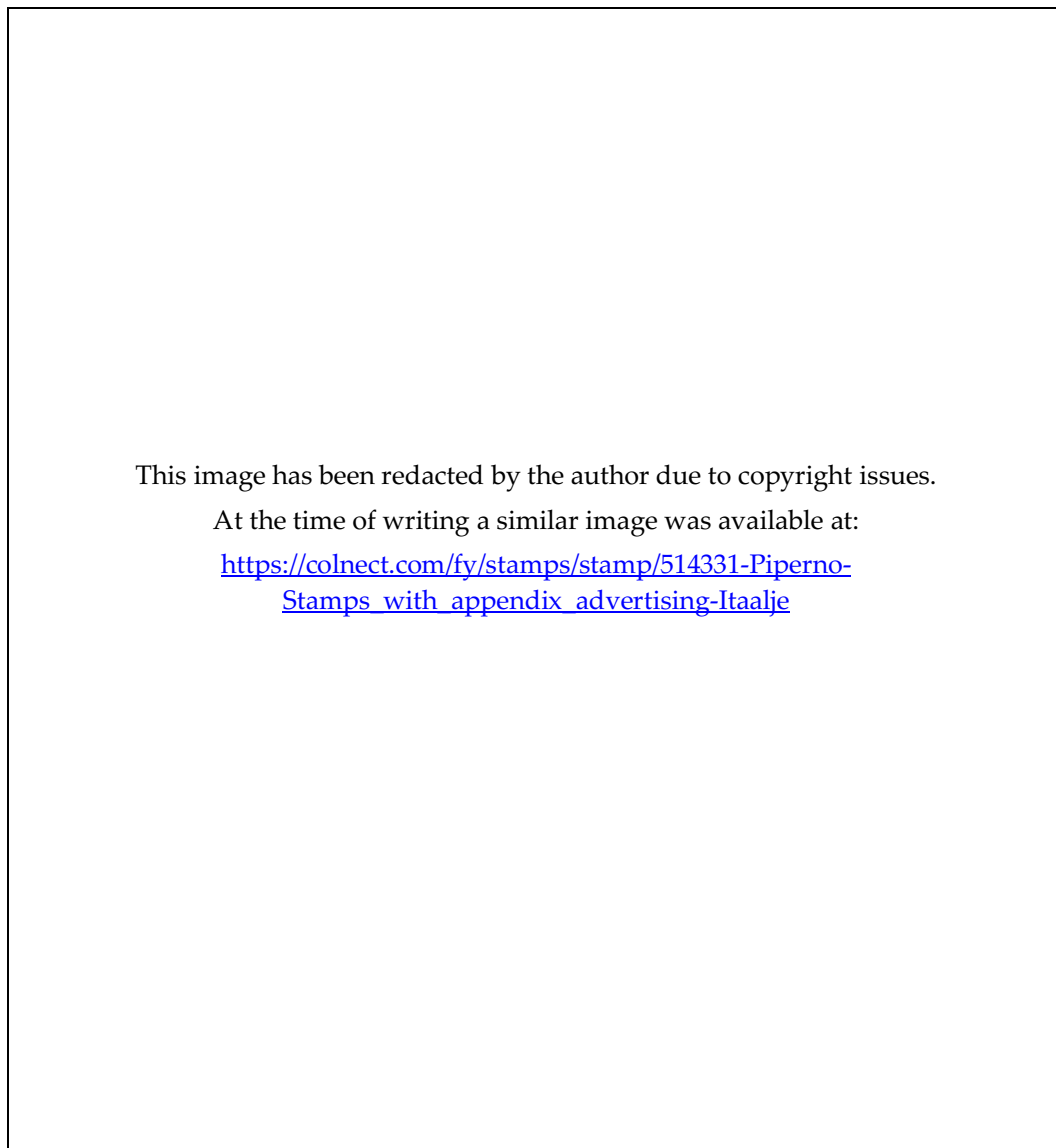 This image has been redacted by the author due to copyright issues.
At the time of writing a similar image was available at:
https://colnect.com/fy/stamps/stamp/514331-Piperno-
Stamps_with_appendix_advertising-Itaalje